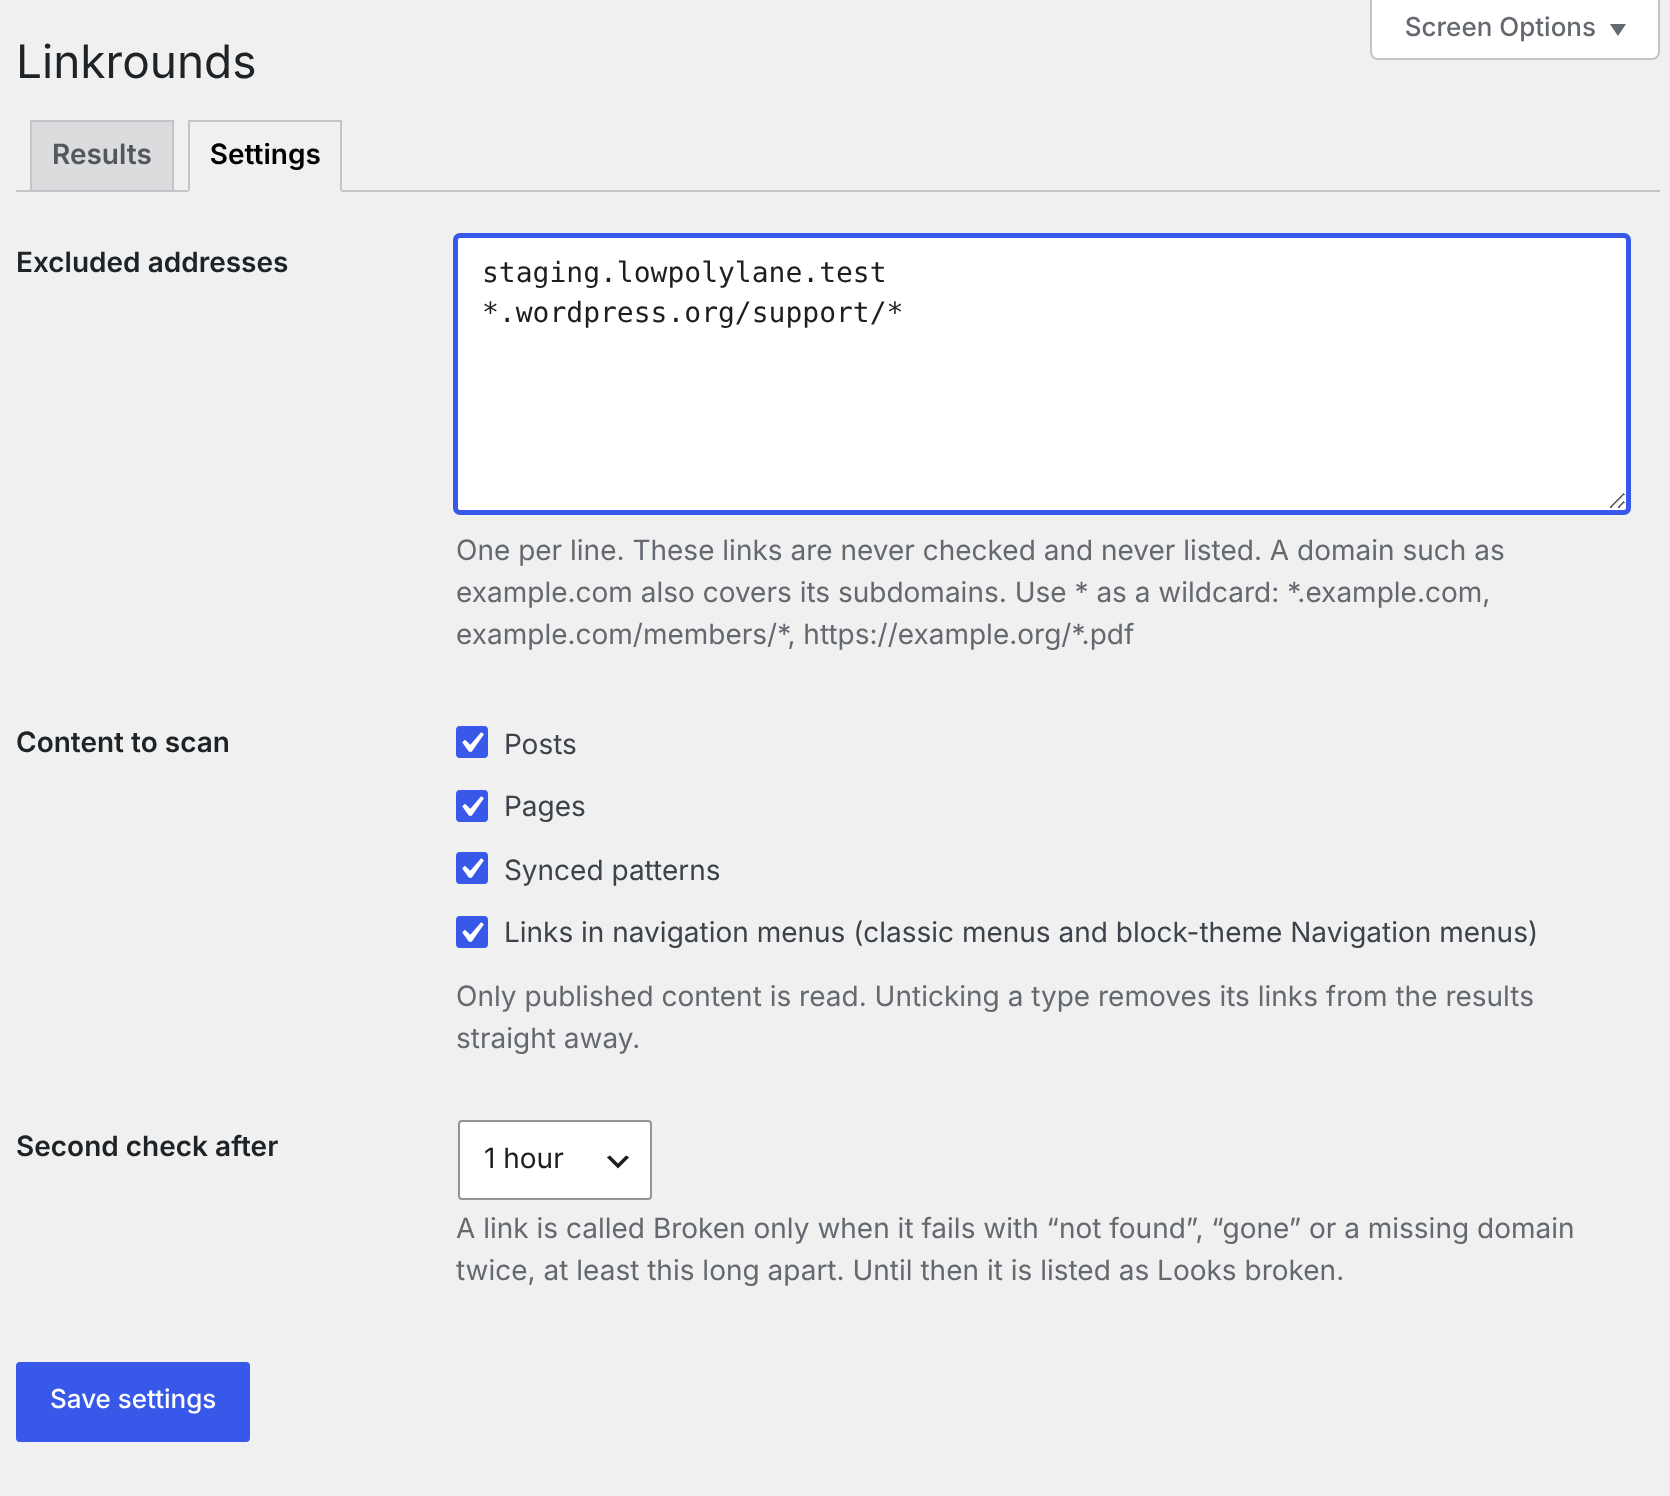 Screen Options
Linkrounds
Results
Settings
Excluded addresses
staging.lowpolylane.test
*.wordpress.org/support/*
One per line. These links are never checked and never listed. A domain such as
example.com also covers its subdomains. Use * as a wildcard: *.example.com,
example.com/members/*, https://example.org/*.pdf
Content to scan
Posts
Pages
Synced patterns
Links in navigation menus (classic menus and block-theme Navigation menus)
Only published content is read. Unticking a type removes its links from the results
straight away.
Second check after
1 hour
A link is called Broken only when it fails with “not found”, “gone” or a missing domain
twice, at least this long apart. Until then it is listed as Looks broken.
Save settings